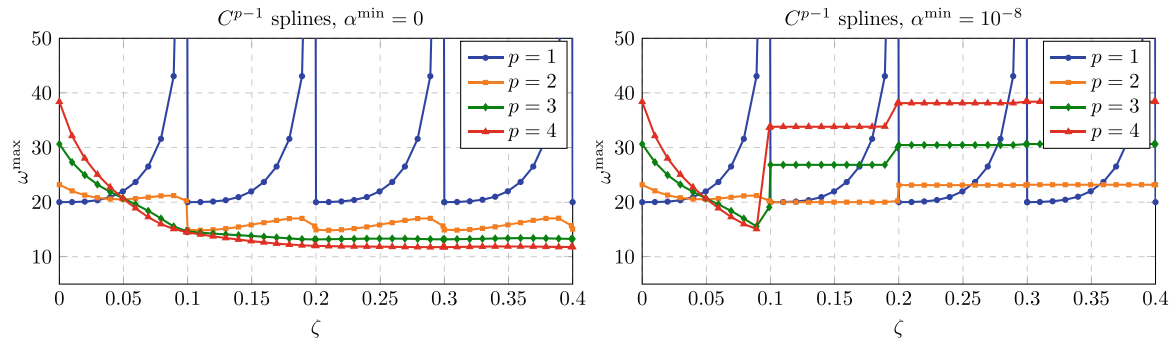 C^{p-1} splines, α^{min} = 0
50
40
30
20
10
ω^{max}
0
0.05
0.1
0.15
0.2
0.25
0.3
0.35
0.4
ζ
p = 1
p = 2
p = 3
p = 4
C^{p-1} splines, α^{min} = 10^{-8}
50
40
30
20
10
ω^{max}
0
0.05
0.1
0.15
0.2
0.25
0.3
0.35
0.4
ζ
p = 1
p = 2
p = 3
p = 4